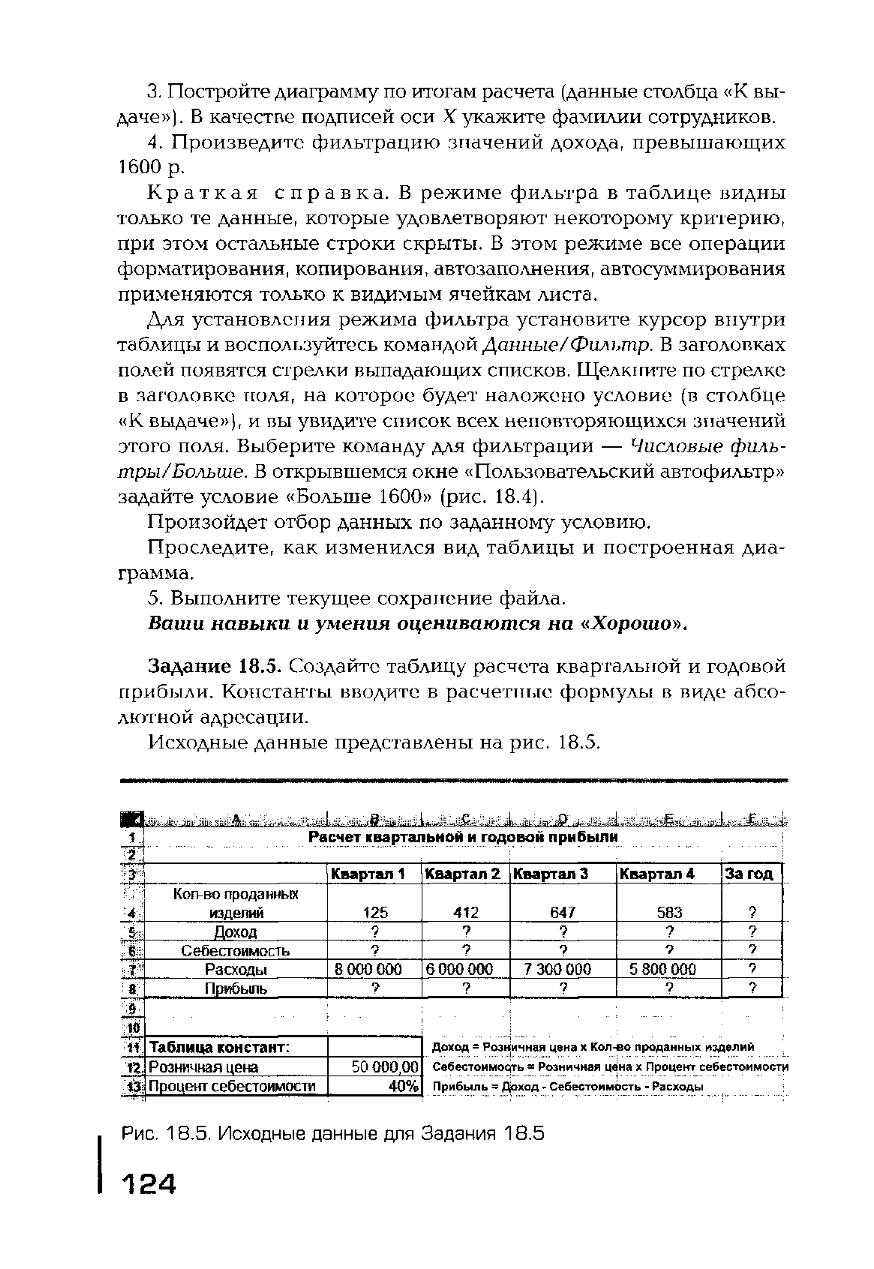 3. Постройте диаграмму по итогам расчета (данные столбца «К вы-
даче»). В качестве подписей оси X укажите фамилии сотрудников.
4. Произведите фильтрацию значений дохода, превышающих
1600 р.
Краткая справка. В режиме фильтра в таблице видны
только те данные, которые удовлетворяют некоторому критерию,
при этом остальные строки скрыты. В этом режиме все операции
форматирования, копирования, автозаполнения, автосуммирования
применяются только к видимым ячейкам листа.
Для установления режима фильтра установите курсор внутри
таблицы и воспользуйтесь командой Данные/Фильтр. В заголовках
полей появятся стрелки выпадающих списков. Щелкните по стрелке
в заголовке поля, на которое будет наложено условие (в столбце
«К выдаче»), и вы увидите список всех неповторяющихся значений
этого поля. Выберите команду для фильтрации — Числовые филь-
тры/Больше. В открывшемся окне «Пользовательский автофильтр»
задайте условие «Больше 1600» (рис. 18.4).
Произойдет отбор данных по заданному условию.
Проследите, как изменился вид таблицы и построенная диа-
грамма.
5. Выполните текущее сохранение файла.
Ваши навыки и умения оцениваются на «Хорошо».
Задание 18.5. Создайте таблицу расчета квартальной и годовой
прибыли. Константы вводите в расчетные формулы в виде абсо-
лютной адресации.
Исходные данные представлены на рис. 18.5.
A B C D E F
1 Расчет квартальной и годовой прибыли
2
3 Квартал 1 Квартал 2 Квартал 3 Квартал 4 За год
Кол-во проданных
4 изделий 125 412 647 583 ?
5 Доход ? ? ? ? ?
6 Себестоимость ? ? ? ? ?
7 Расходы 8 000 000 6 000 000 7 300 000 5 800 000 ?
8 Прибыль ? ? ? ? ?
9
10
11 Таблица констант: Доход = Розничная цена x Кол-во проданных изделий
12 Розничная цена 50 000,00 Себестоимость = Розничная цена x Процент себестоимости
13 Процент себестоимости 40% Прибыль = Доход - Себестоимость - Расходы
Рис. 18.5. Исходные данные для Задания 18.5
124